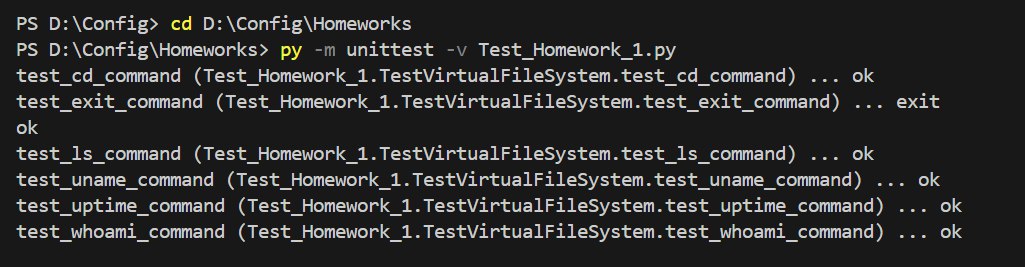 PS D:\Config> cd D:\Config\Homeworks
PS D:\Config\Homeworks> py -m unittest -v Test_Homework_1.py
test_cd_command (Test_Homework_1.TestVirtualFileSystem.test_cd_command) ... ok
test_exit_command (Test_Homework_1.TestVirtualFileSystem.test_exit_command) ... exit
ok
test_ls_command (Test_Homework_1.TestVirtualFileSystem.test_ls_command) ... ok
test_uname_command (Test_Homework_1.TestVirtualFileSystem.test_uname_command) ... ok
test_uptime_command (Test_Homework_1.TestVirtualFileSystem.test_uptime_command) ... ok
test_whoami_command (Test_Homework_1.TestVirtualFileSystem.test_whoami_command) ... ok